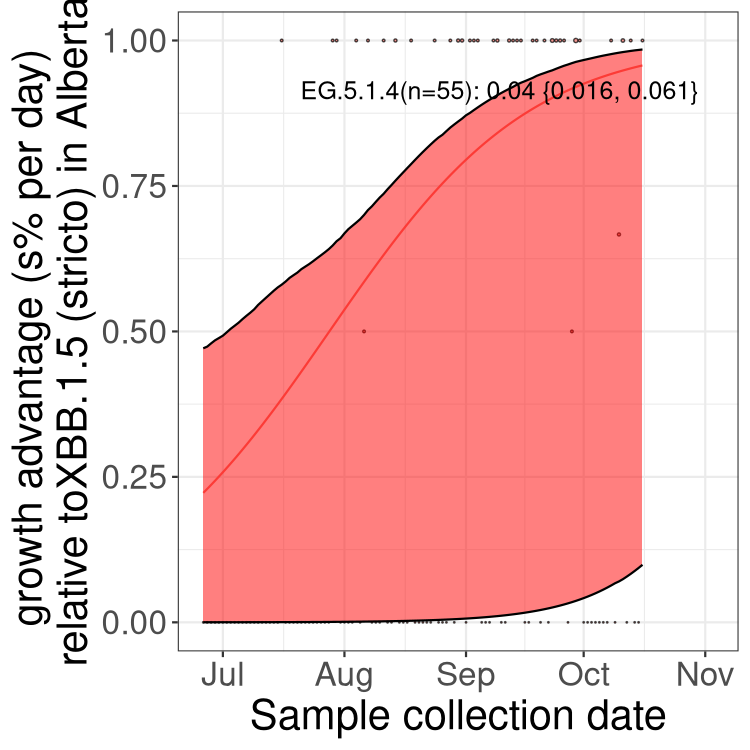 growth advantage (s% per day)
relative toXBB.1.5 (stricto) in Alberta
1.00
0.75
0.50
0.25
0.00
EG.5.1.4(n=55): 0.04 {0.016, 0.061}
Jul Aug Sep Oct Nov
Sample collection date